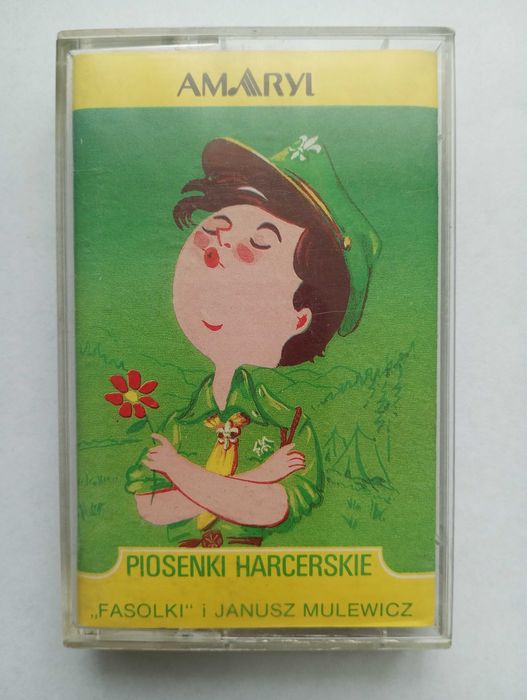 AMARYL
PIOSENKI HARCERSKIE
„FASOLKI" i JANUSZ MULEWICZ